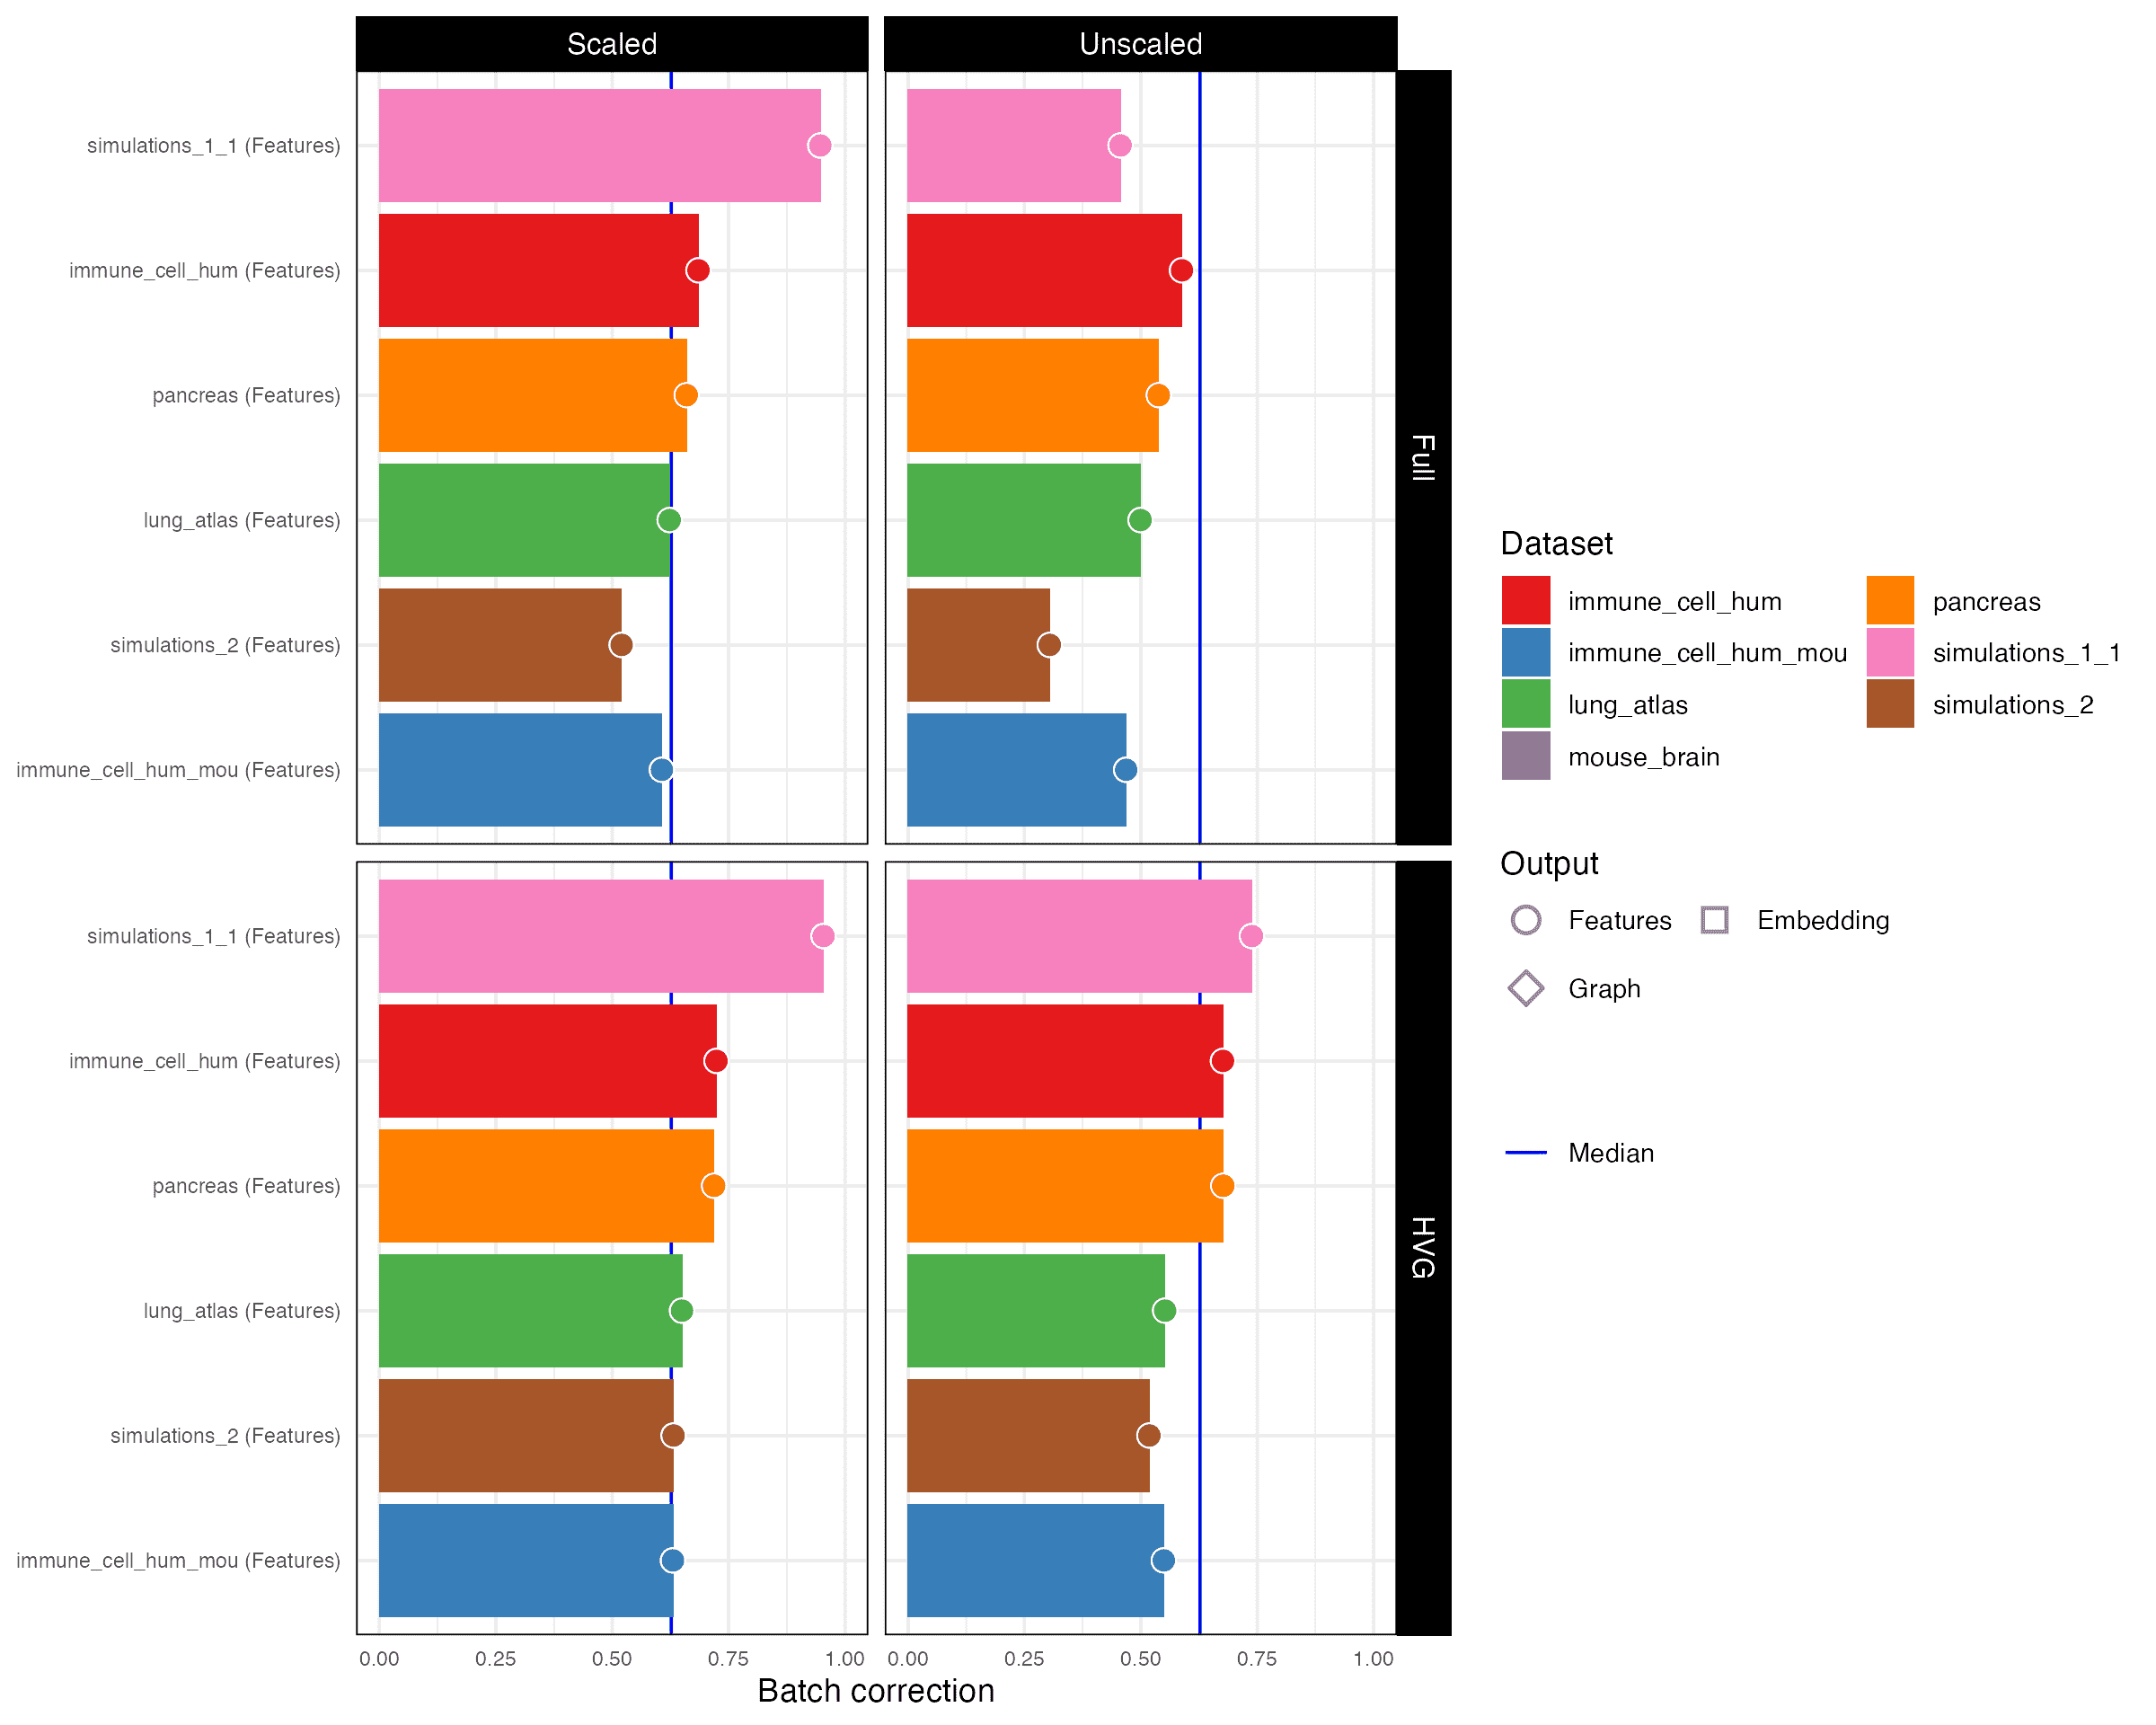 Scaled
Unscaled
simulations_1_1 (Features)
immune_cell_hum (Features)
pancreas (Features)
lung_atlas (Features)
simulations_2 (Features)
immune_cell_hum_mou (Features)
Full
simulations_1_1 (Features)
immune_cell_hum (Features)
pancreas (Features)
lung_atlas (Features)
simulations_2 (Features)
immune_cell_hum_mou (Features)
HVG
0.00 0.25 0.50 0.75 1.00
0.00 0.25 0.50 0.75 1.00
Batch correction
Dataset
immune_cell_hum
immune_cell_hum_mou
lung_atlas
mouse_brain
pancreas
simulations_1_1
simulations_2
Output
Features
Embedding
Graph
Median